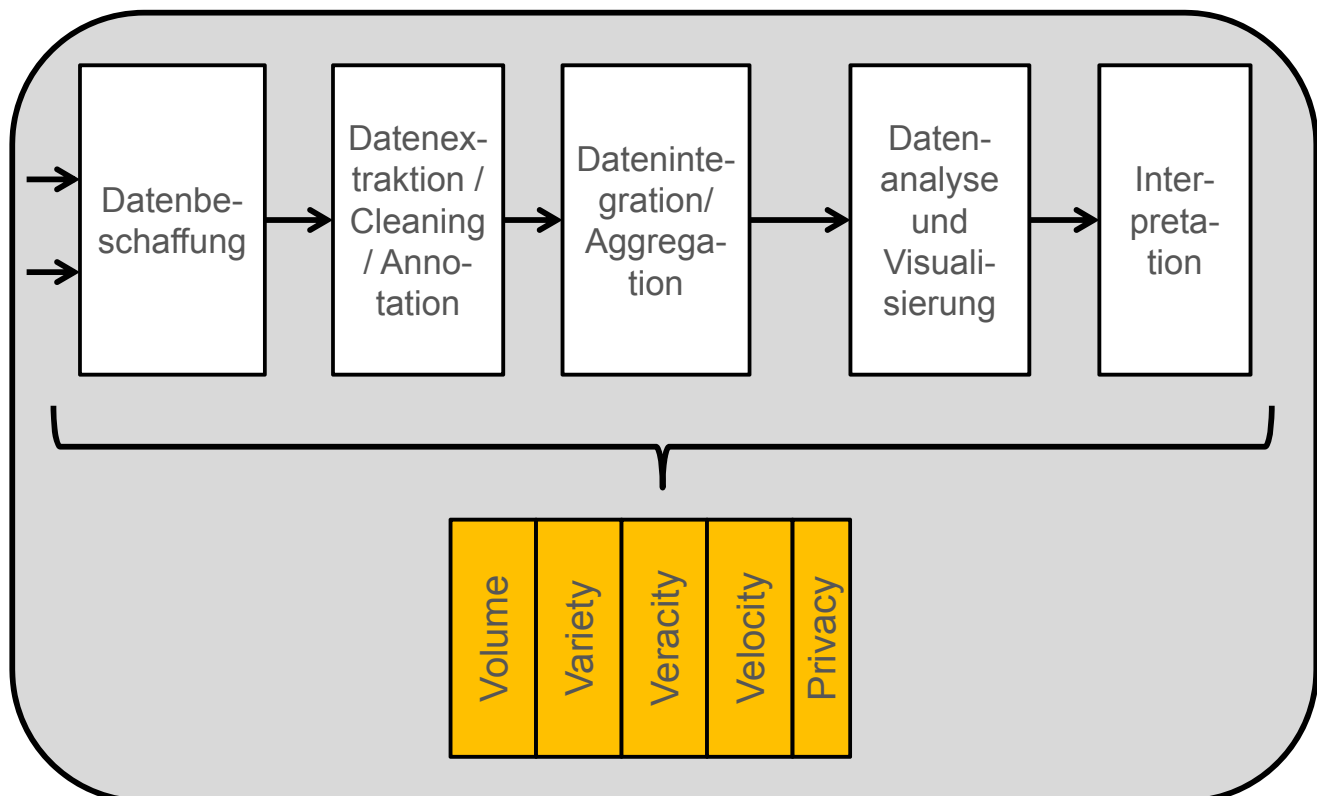 Datenbe-
schaffung
Datenex-
traktion /
Cleaning
/ Anno-
tation
Dateninte-
gration/
Aggrega-
tion
Daten-
analyse
und
Visuali-
sierung
Inter-
preta-
tion
Volume
Variety
Veracity
Velocity
Privacy